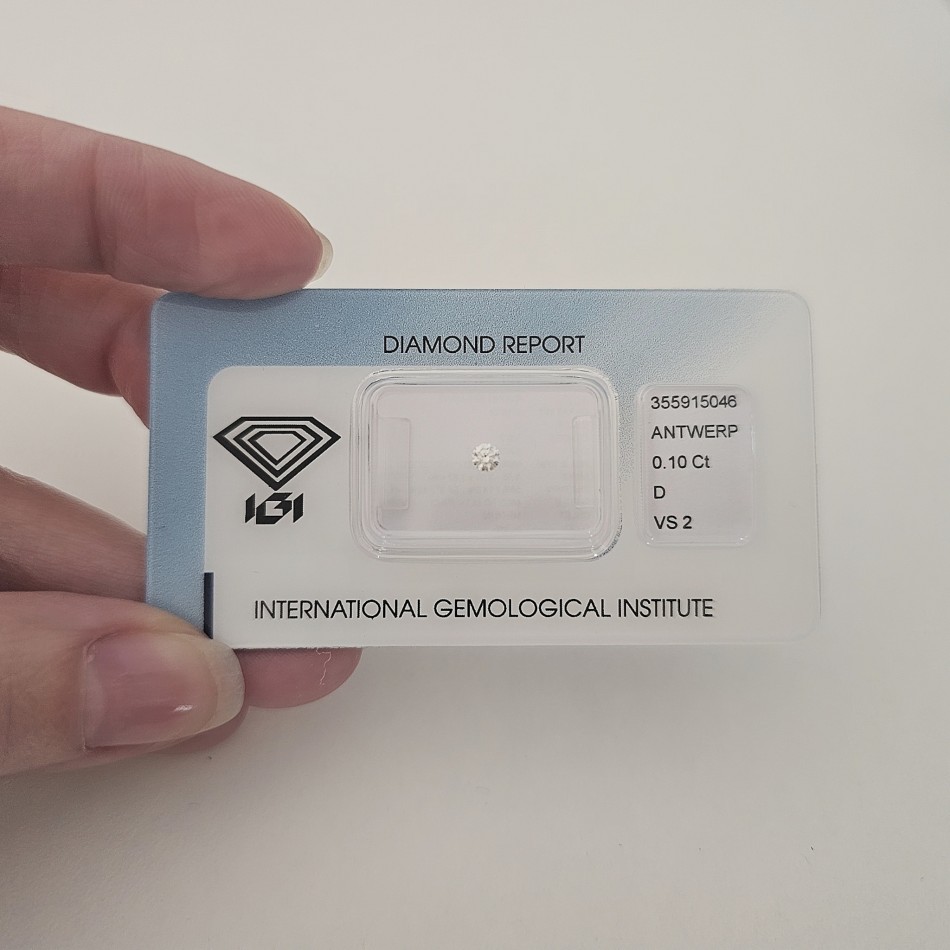 DIAMOND REPORT
IGI
INTERNATIONAL GEMOLOGICAL INSTITUTE
355915046
ANTWERP
0.10 Ct
D
VS 2